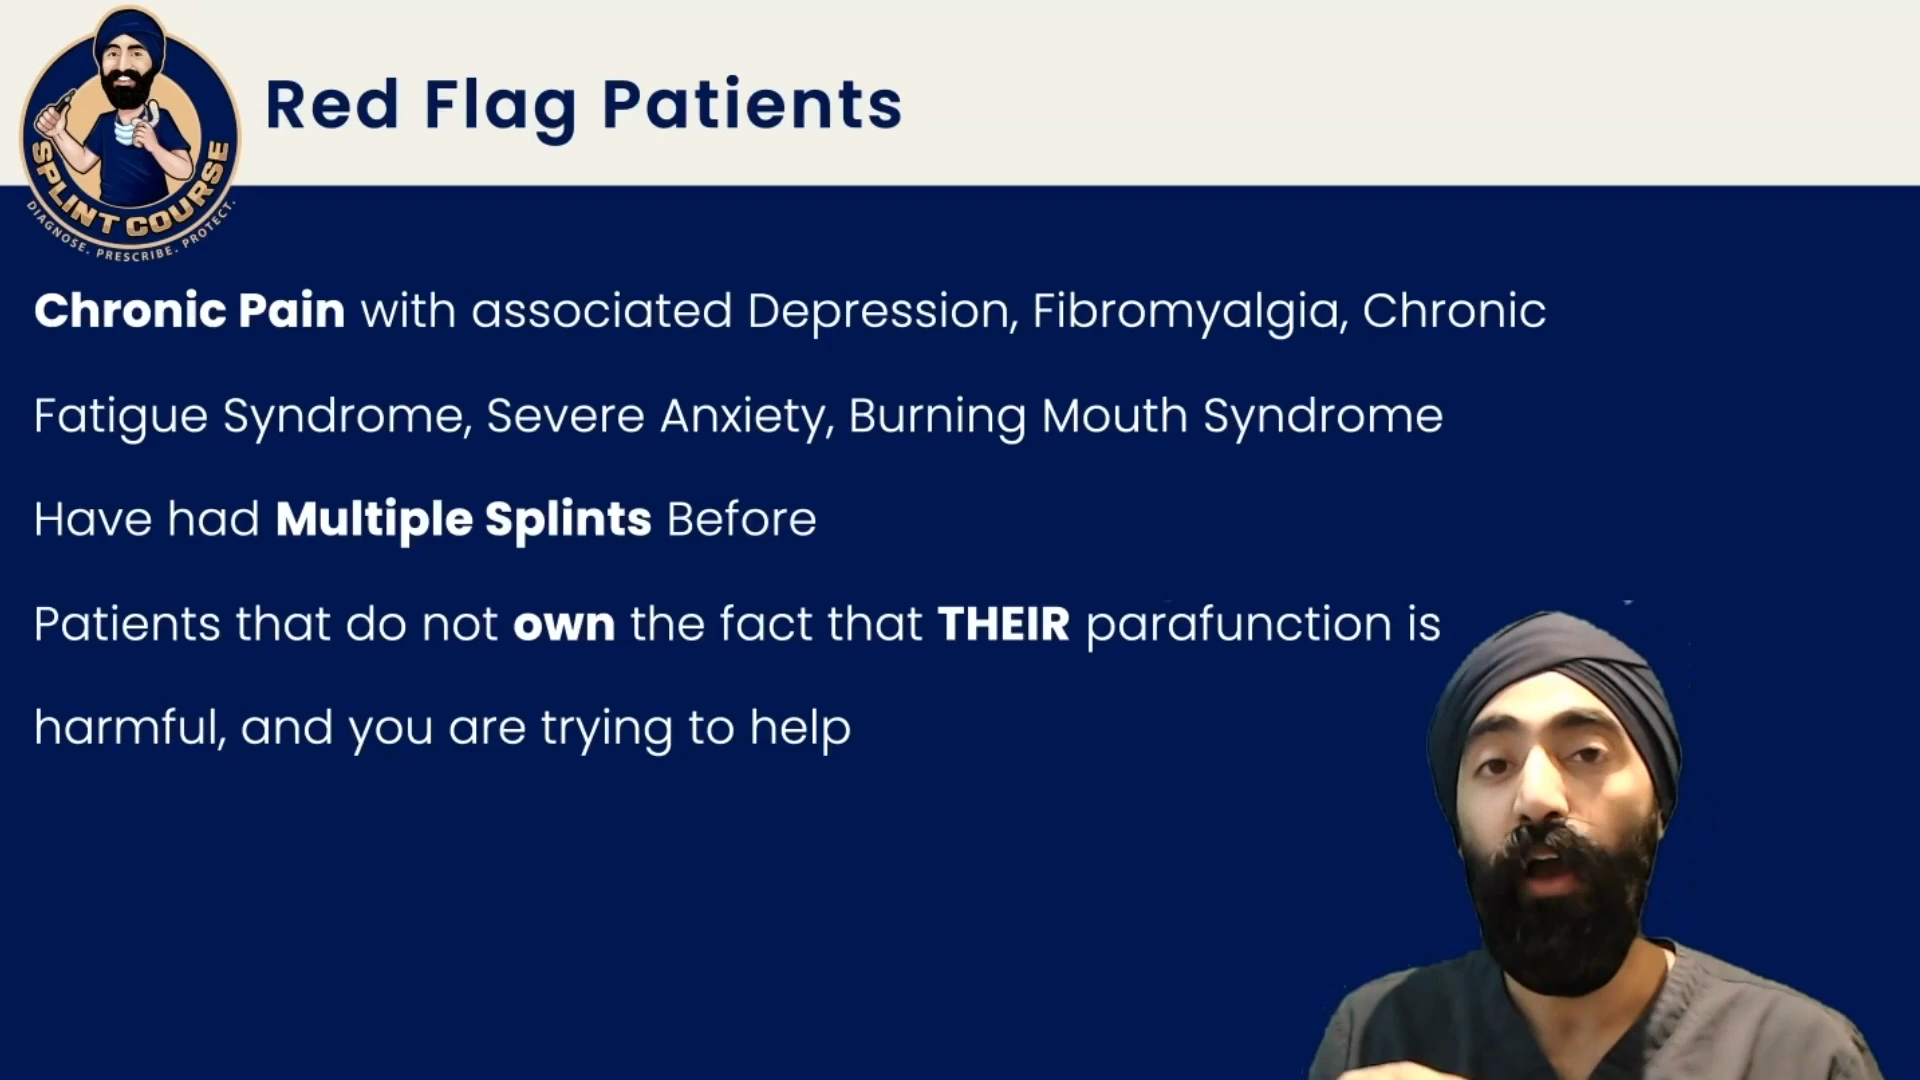 Red Flag Patients
SPLINT COURSE
DIAGNOSE. PRESCRIBE. PROTECT.
Chronic Pain with associated Depression, Fibromyalgia, Chronic
Fatigue Syndrome, Severe Anxiety, Burning Mouth Syndrome
Have had Multiple Splints Before
Patients that do not own the fact that THEIR parafunction is
harmful, and you are trying to help